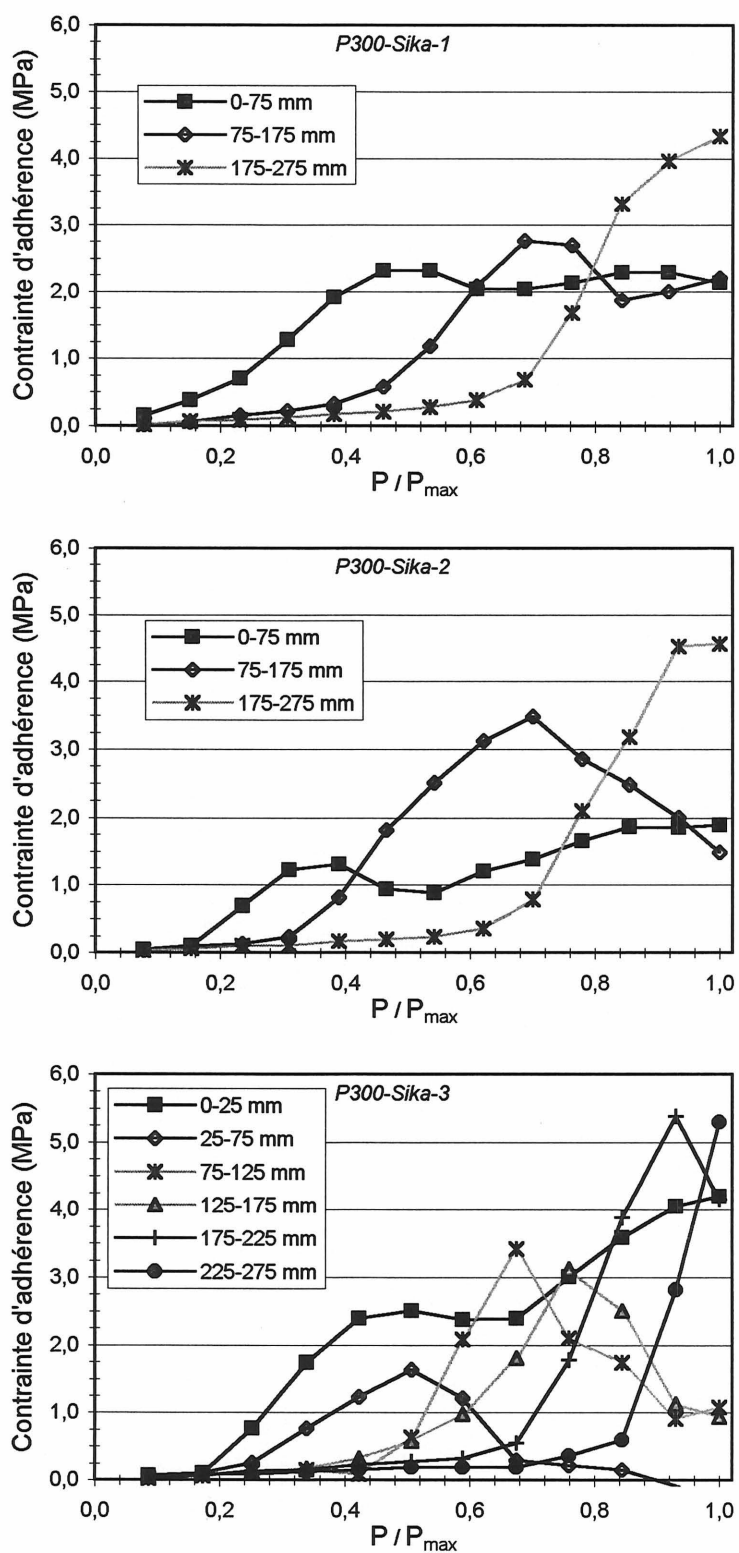 P300-Sika-1
Contrainte d'adhérence (MPa)
6,0
5,0
4,0
3,0
2,0
1,0
0,0
0-75 mm
75-175 mm
175-275 mm
0,0 0,2 0,4 0,6 0,8 1,0
P / Pmax
P300-Sika-2
Contrainte d'adhérence (MPa)
6,0
5,0
4,0
3,0
2,0
1,0
0,0
0-75 mm
75-175 mm
175-275 mm
0,0 0,2 0,4 0,6 0,8 1,0
P / Pmax
P300-Sika-3
Contrainte d'adhérence (MPa)
6,0
5,0
4,0
3,0
2,0
1,0
0,0
0-25 mm
25-75 mm
75-125 mm
125-175 mm
175-225 mm
225-275 mm
0,0 0,2 0,4 0,6 0,8 1,0
P / Pmax